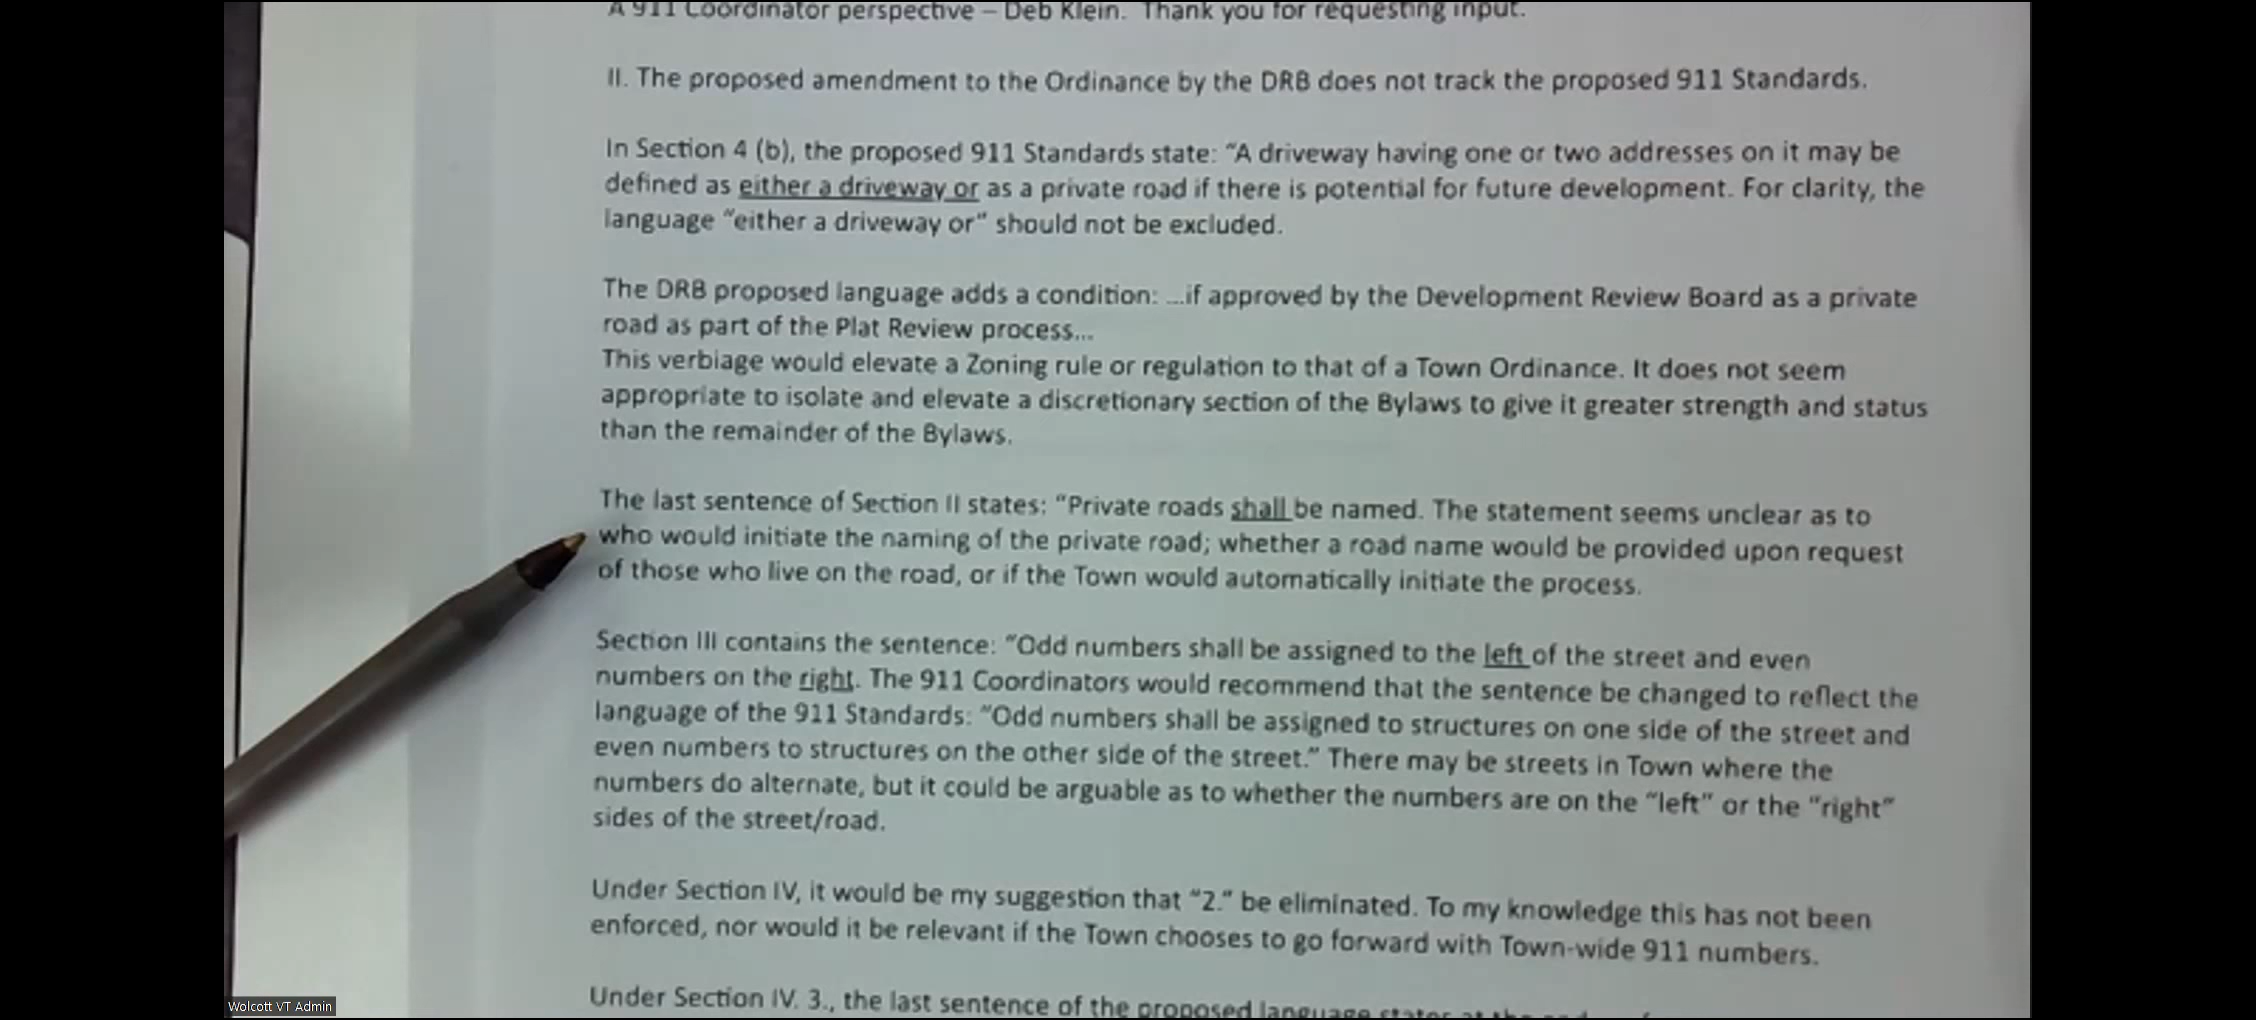 A 911 Coordinator perspective – Deb Klein. Thank you for requesting input.
II. The proposed amendment to the Ordinance by the DRB does not track the proposed 911 Standards.
In Section 4 (b), the proposed 911 Standards state: "A driveway having one or two addresses on it may be
defined as either a driveway or as a private road if there is potential for future development. For clarity, the
language "either a driveway or" should not be excluded.
The DRB proposed language adds a condition: ...if approved by the Development Review Board as a private
road as part of the Plat Review process...
This verbiage would elevate a Zoning rule or regulation to that of a Town Ordinance. It does not seem
appropriate to isolate and elevate a discretionary section of the Bylaws to give it greater strength and status
than the remainder of the Bylaws.
The last sentence of Section II states: "Private roads shall be named. The statement seems unclear as to
who would initiate the naming of the private road; whether a road name would be provided upon request
of those who live on the road, or if the Town would automatically initiate the process.
Section III contains the sentence: "Odd numbers shall be assigned to the left of the street and even
numbers on the right. The 911 Coordinators would recommend that the sentence be changed to reflect the
language of the 911 Standards: "Odd numbers shall be assigned to structures on one side of the street and
even numbers to structures on the other side of the street." There may be streets in Town where the
numbers do alternate, but it could be arguable as to whether the numbers are on the "left" or the "right"
sides of the street/road.
Under Section IV, it would be my suggestion that "2." be eliminated. To my knowledge this has not been
enforced, nor would it be relevant if the Town chooses to go forward with Town-wide 911 numbers.
Under Section IV. 3., the last sentence of the proposed language
Wolcott VT Admin